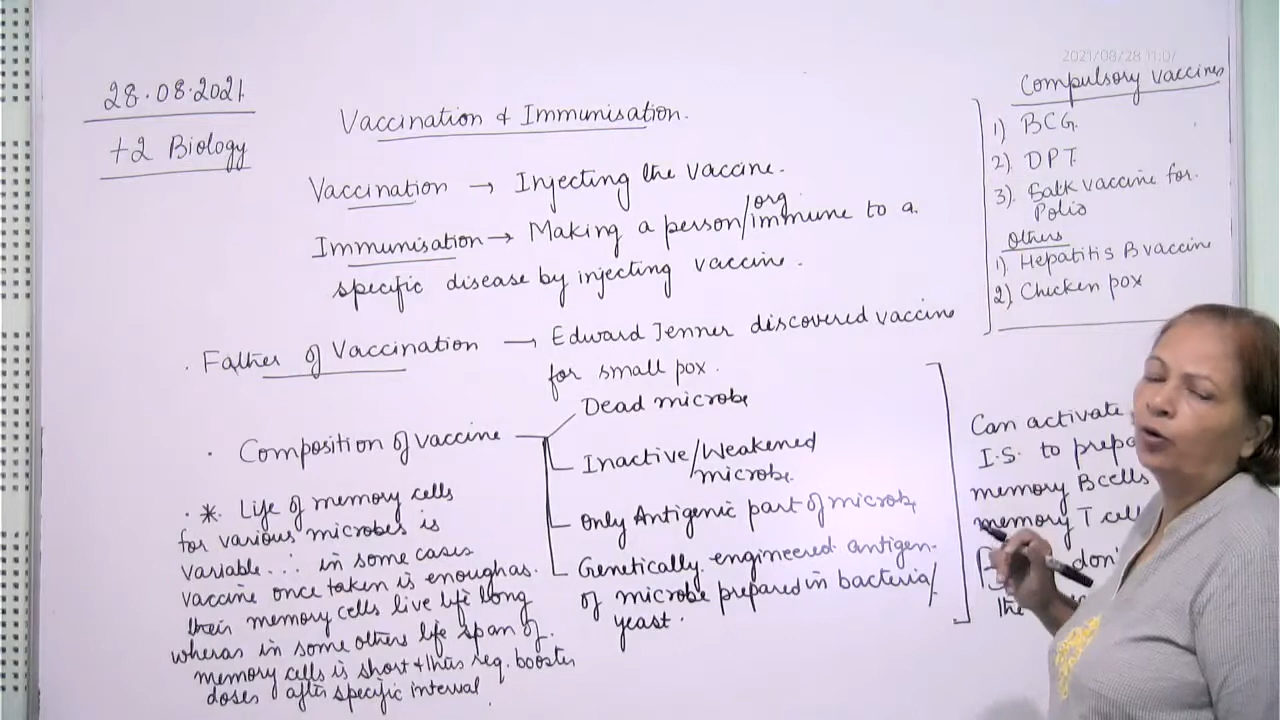 2021/08/28 11:07
28.08.2021
+2 Biology
Vaccination & Immunisation.
Vaccination → Injecting the vaccine.
Immunisation → Making a person/org immune to a
specific disease by injecting vaccine.
Father of Vaccination → Edward Jenner discovered vaccine
for small pox.
Composition of vaccine
Dead microbe
Inactive/Weakened
microbe.
Only Antigenic part of microbe
Genetically engineered antigen
of microbe prepared in bacteria/
yeast.
* Life of memory cells
for various microbes is
variable... in some cases
vaccine once taken is enough as
their memory cells live life long
wheras in some others life span of
memory cells is short & thus req. booster
doses after specific interval.
Compulsory vaccines
1) BCG.
2) DPT.
3) Salk vaccine for
Polio
Others
1) Hepatitis B vaccine
2) Chicken pox
Can activate
I.S. to prepa
memory B cells
memory T cell
don'
the